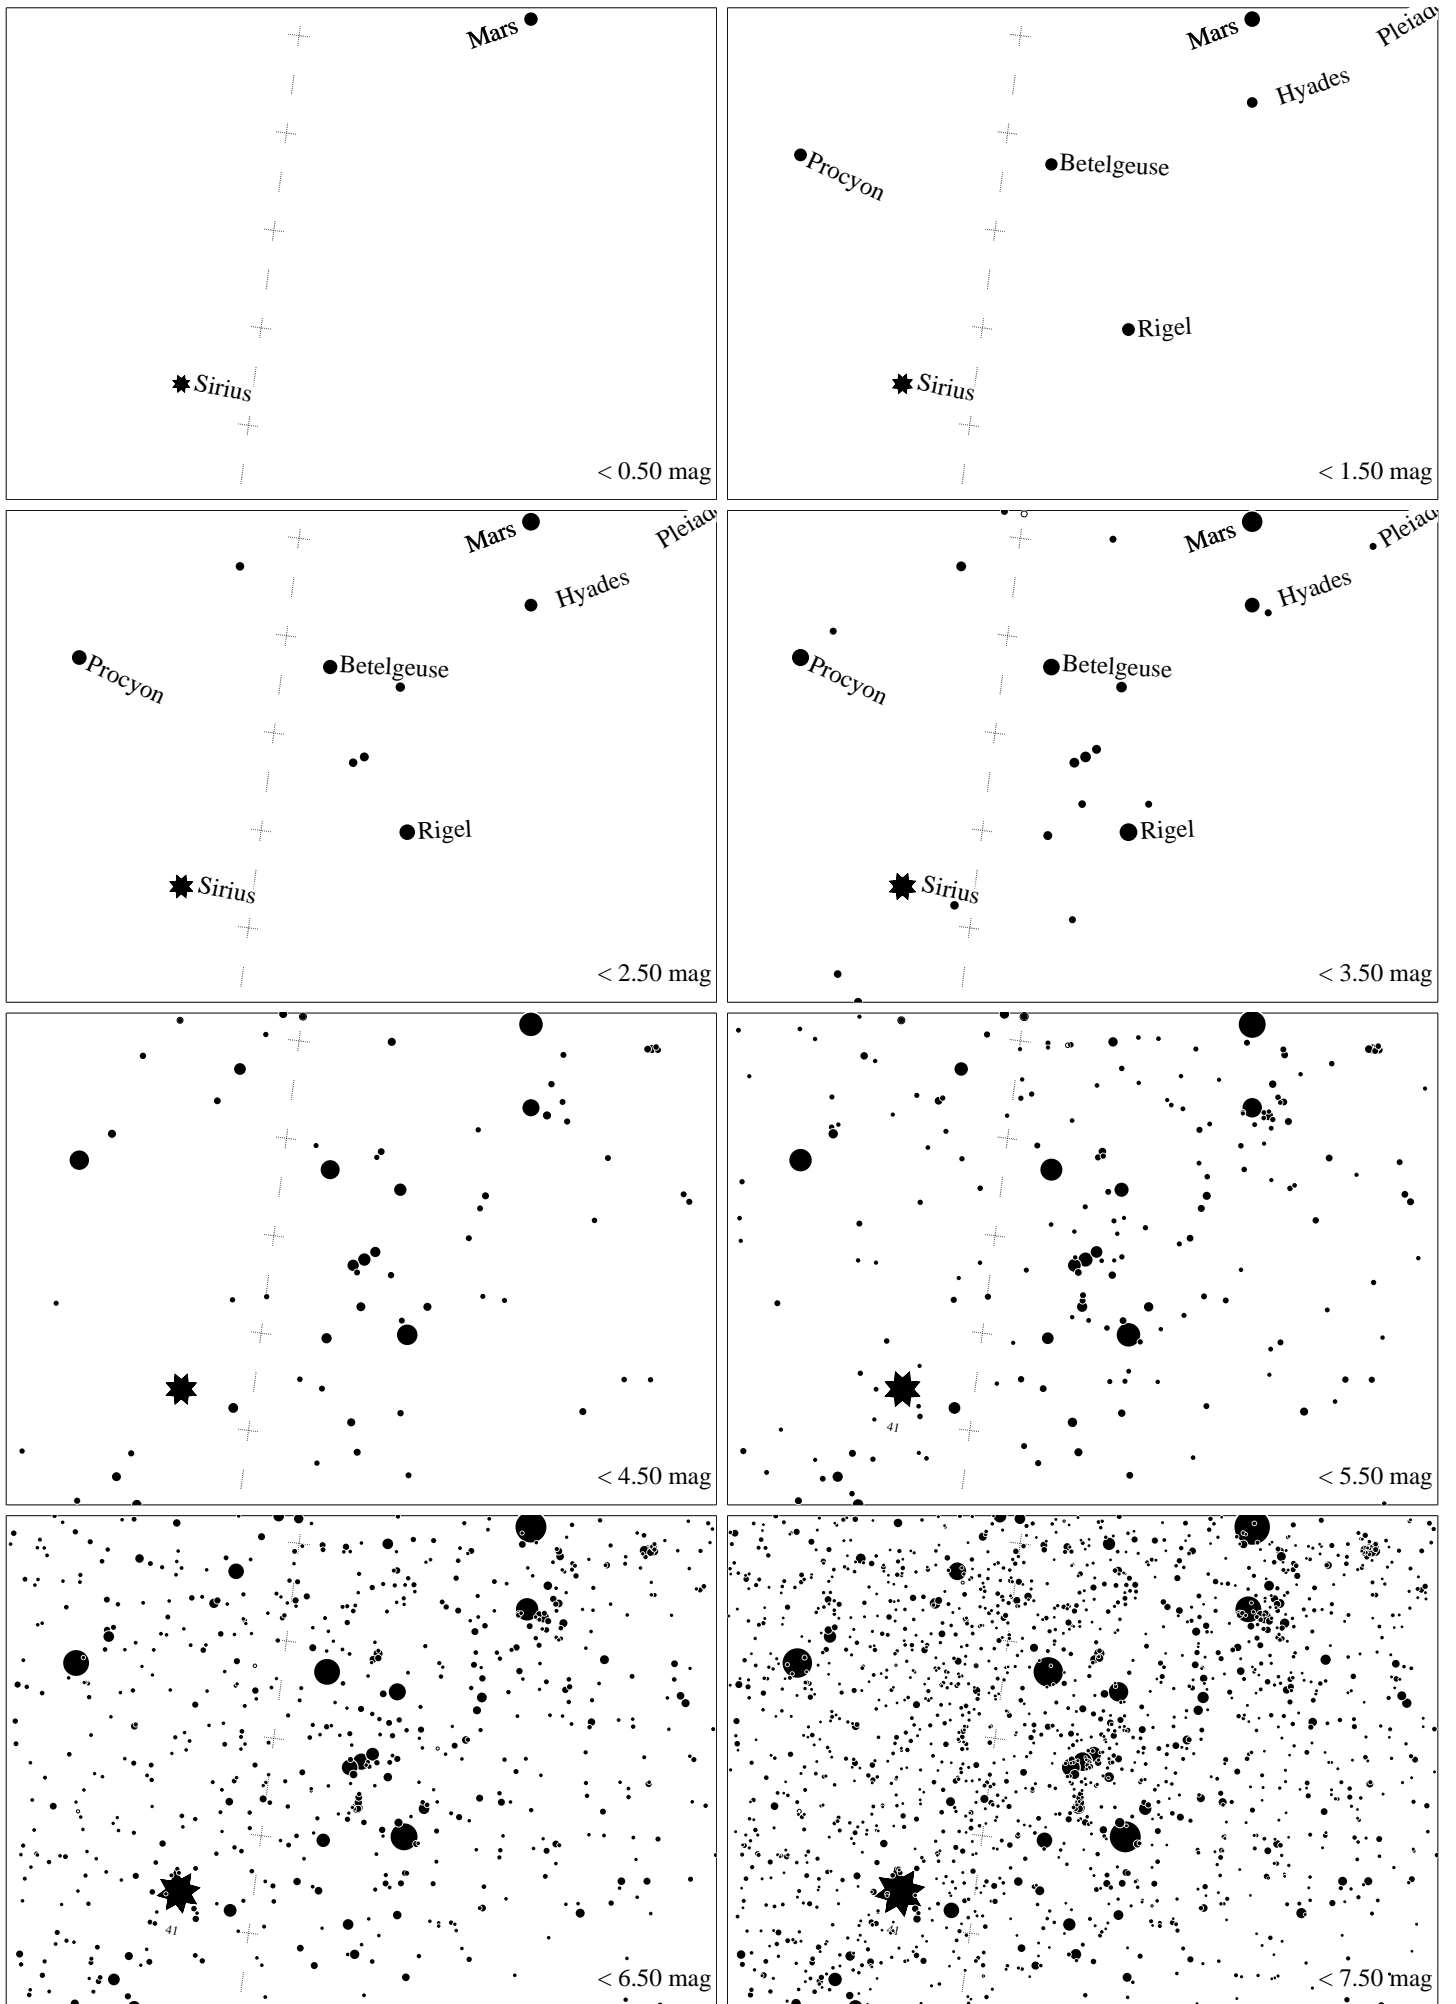 Mars
Sirius
< 0.50 mag
Mars
Pleiad
Hyades
Procyon
Betelgeuse
Rigel
Sirius
< 1.50 mag
Mars
Pleiad
Hyades
Procyon
Betelgeuse
Rigel
Sirius
< 2.50 mag
Mars
Pleiad
Hyades
Procyon
Betelgeuse
Rigel
Sirius
< 3.50 mag
< 4.50 mag
41
< 5.50 mag
41
< 6.50 mag
41
< 7.50 mag